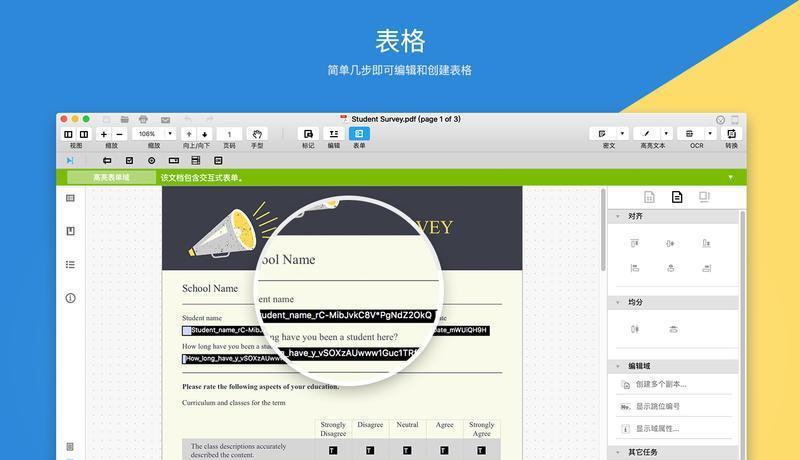 表格
简单几步即可编辑和创建表格
Student Survey.pdf (page 1 of 3)
106%
1
视图
缩放
缩放
向上/向下
页码
手型
标记
编辑
表单
密文
高亮文本
OCR
转换
高亮表单域
该文档包含交互式表单。
VEY
ool Name
School Name
ent name
Student name
ate
Student_name_rC-MibJ
tudent_name_rC-MibJvkC8V*PgNdZ2OkQ
ate_mWUiQH9H
How long have you been a stud
ng have you been a student here?
How_long_have_y_vSOXzAUww
g_have_y_vSOXzAUwww1Guc1TR
Please rate the following aspects of your education.
Curriculum and classes for the term
Strongly Disagree
Disagree
Neutral
Agree
Strongly Agree
The class descriptions accurately
described the content.
T
T
T
T
T
对齐
均分
编辑域
创建多个副本...
显示跳位编号
显示域属性...
其它任务